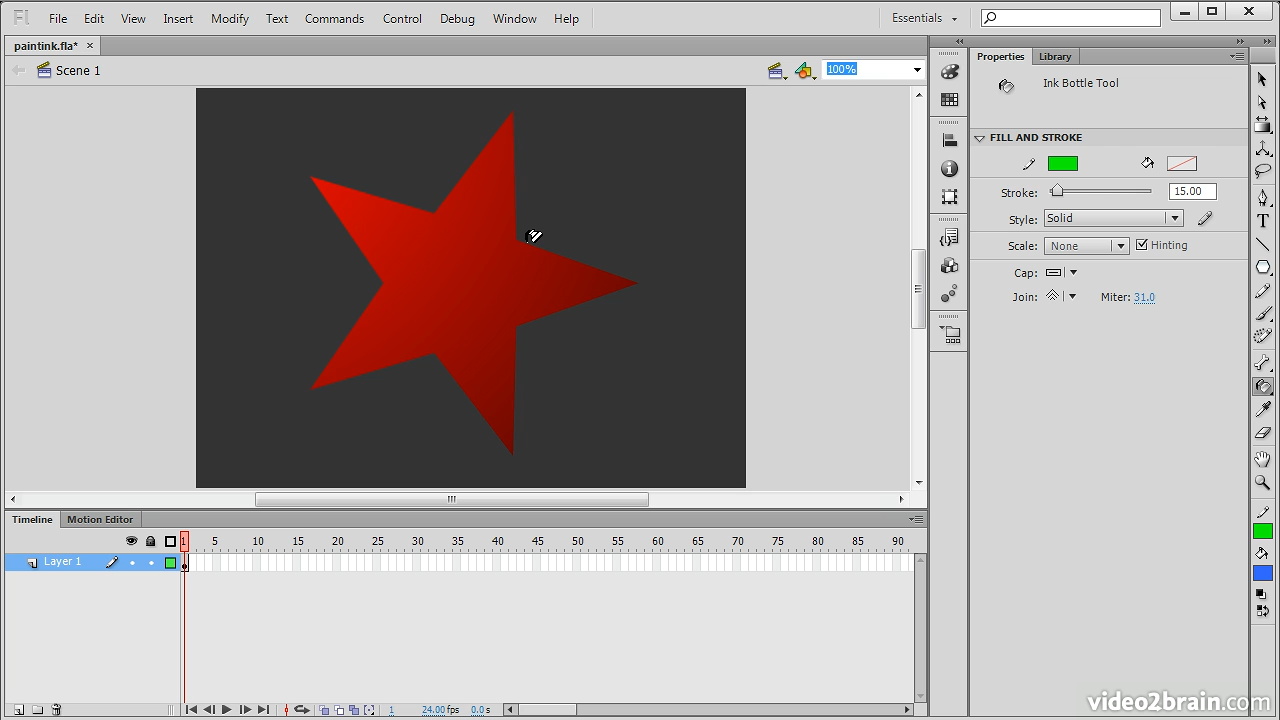 Fl File Edit View Insert Modify Text Commands Control Debug Window Help Essentials
paintink.fla*
Scene 1 100%
Properties Library
Ink Bottle Tool
FILL AND STROKE
Stroke: 15.00
Style: Solid
Scale: None Hinting
Cap:
Join: Miter: 31.0
Timeline Motion Editor
1 5 10 15 20 25 30 35 40 45 50 55 60 65 70 75 80 85 90
Layer 1
1 24.00 fps 0.0 s
video2brain.com